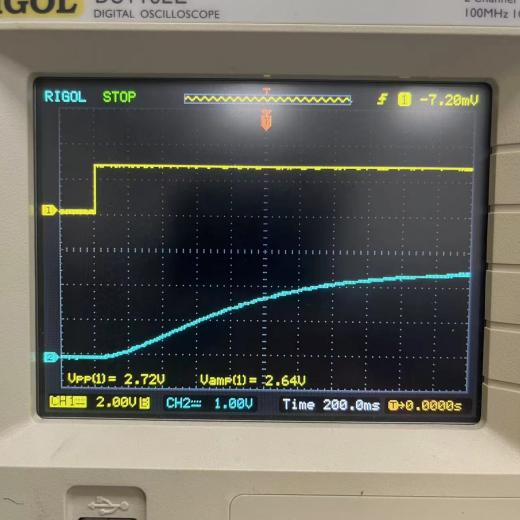 RIGOL
DIGITAL OSCILLOSCOPE
100MHz
RIGOL STOP
1 -7.20mV
1
2
Vpp(1)= 2.72V Vamp(1)= 2.64V
CH1 2.00V B CH2 1.00V Time 200.0ms T→0.0000s